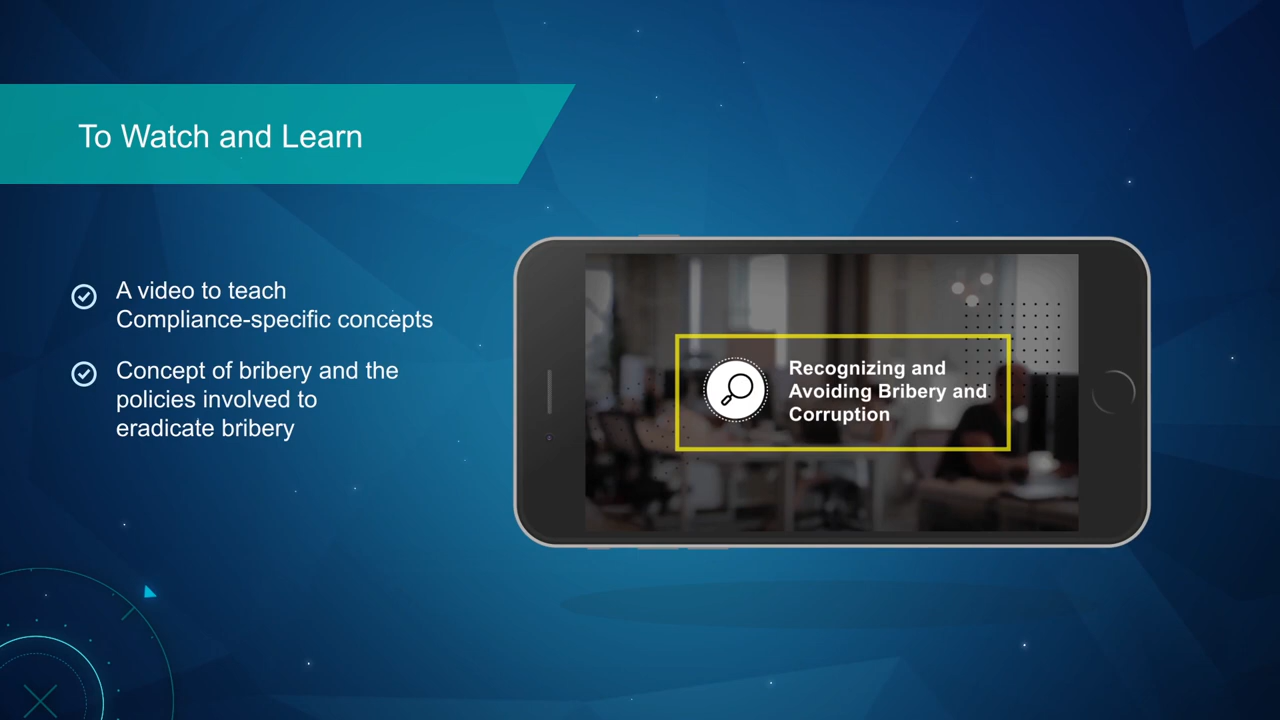 To Watch and Learn
A video to teach
Compliance-specific concepts
Concept of bribery and the
policies involved to
eradicate bribery
Recognizing and
Avoiding Bribery and
Corruption